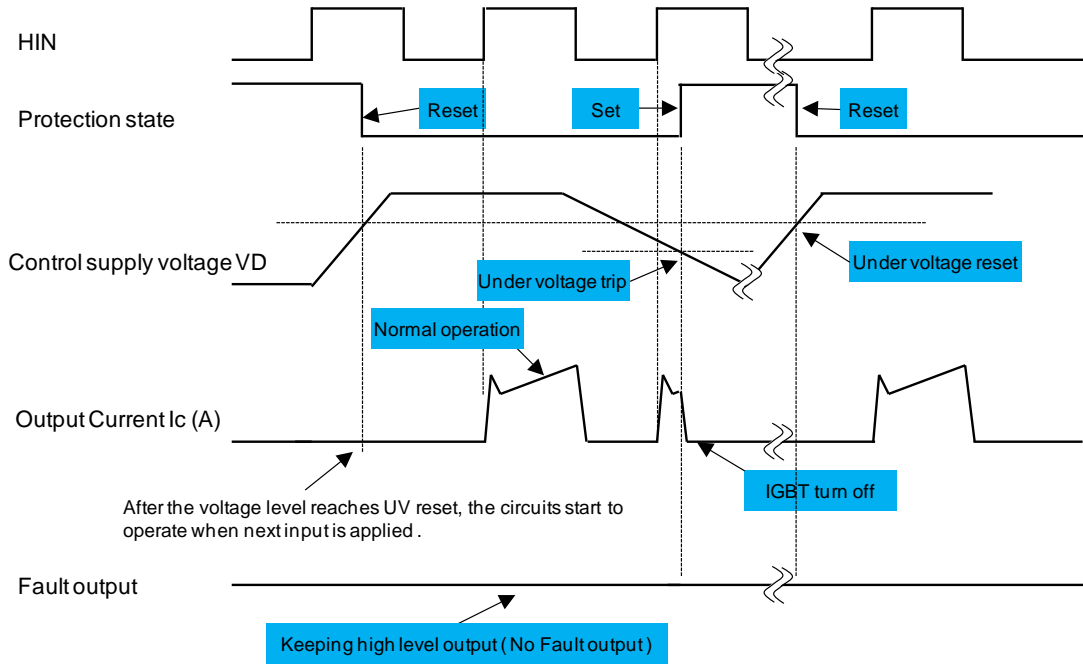 HIN
Protection state
Reset
Set
Reset
Control supply voltage VD
Under voltage trip
Under voltage reset
Normal operation
Output Current Ic (A)
IGBT turn off
After the voltage level reaches UV reset, the circuits start to
operate when next input is applied .
Fault output
Keeping high level output ( No Fault output )